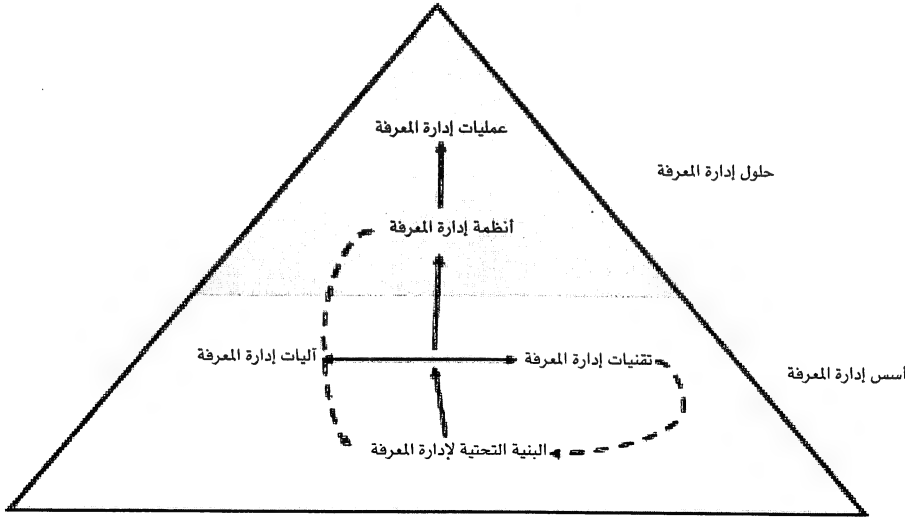 عمليات إدارة المعرفة
حلول إدارة المعرفة
أنظمة إدارة المعرفة
آليات إدارة المعرفة
تقنيات إدارة المعرفة
أسس إدارة المعرفة
البنية التحتية لإدارة المعرفة